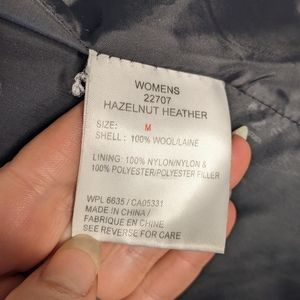 WOMENS
22707
HAZELNUT HEATHER
SIZE: M
SHELL: 100% WOOL/LAINE
LINING: 100% NYLON/NYLON &
100% POLYESTER/POLYESTER FILLER
WPL 6635 / CA05331
MADE IN CHINA /
FABRIQUE EN CHINE
SEE REVERSE FOR CARE